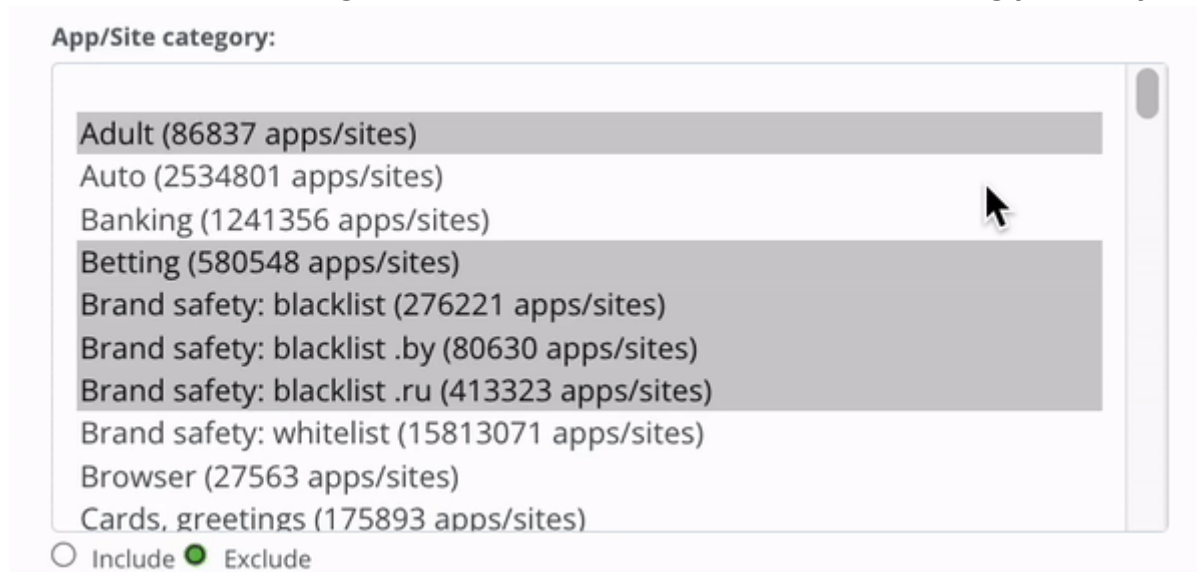 App/Site category:
Adult (86837 apps/sites)
Auto (2534801 apps/sites)
Banking (1241356 apps/sites)
Betting (580548 apps/sites)
Brand safety: blacklist (276221 apps/sites)
Brand safety: blacklist .by (80630 apps/sites)
Brand safety: blacklist .ru (413323 apps/sites)
Brand safety: whitelist (15813071 apps/sites)
Browser (27563 apps/sites)
Cards, greetings (175893 apps/sites)
Include Exclude